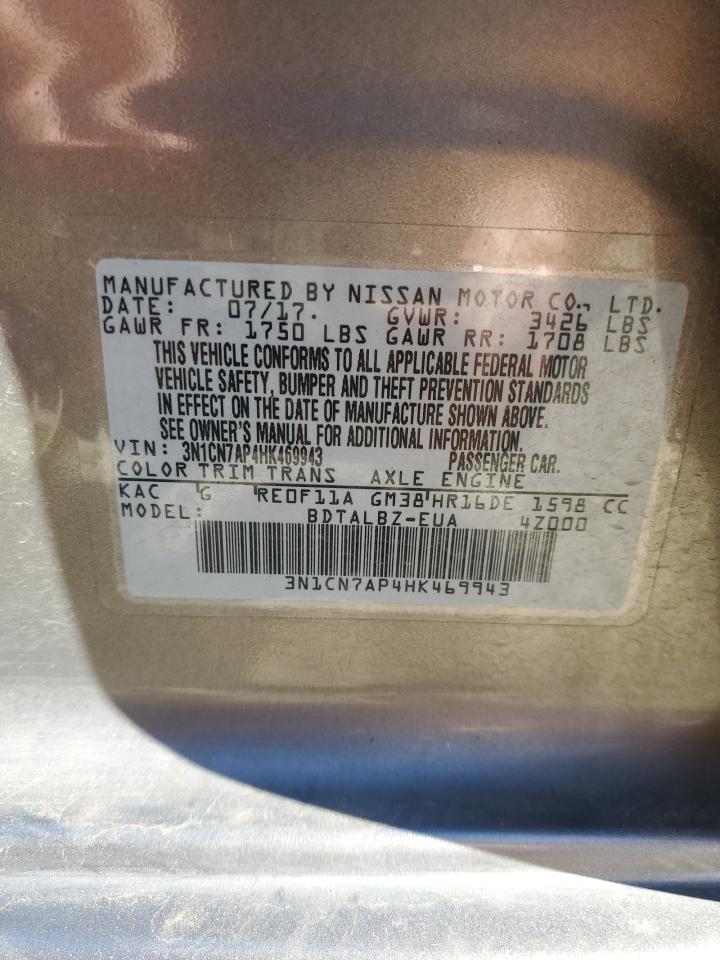 MANUFACTURED BY NISSAN MOTOR CO., LTD.
DATE: 07/17. GVWR: 3426 LBS
GAWR FR: 1750 LBS GAWR RR: 1708 LBS
THIS VEHICLE CONFORMS TO ALL APPLICABLE FEDERAL MOTOR
VEHICLE SAFETY, BUMPER AND THEFT PREVENTION STANDARDS
IN EFFECT ON THE DATE OF MANUFACTURE SHOWN ABOVE.
SEE OWNER'S MANUAL FOR ADDITIONAL INFORMATION.
VIN: 3N1CN7AP4HK469943 PASSENGER CAR.
COLOR TRIM TRANS AXLE ENGINE
KAC G RE0F11A GM38 HR16DE 1598 CC
MODEL: BDTALBZ-EUA 4Z000
3N1CN7AP4HK469943